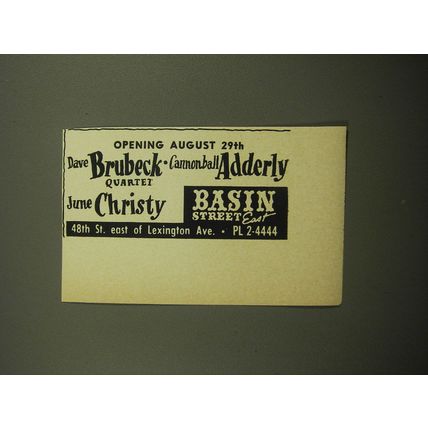 OPENING AUGUST 29th
Dave Brubeck • Cannonball Adderly
QUARTET
June Christy
BASIN
STREET East
48th St. east of Lexington Ave. • PL 2-4444